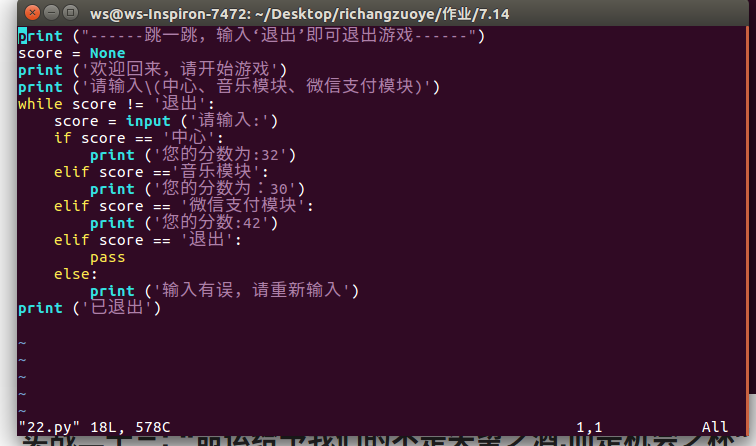 ws@ws-Inspiron-7472: ~/Desktop/richangzuoye/作业/7.14
print ("------跳一跳，输入‘退出’即可退出游戏------")
score = None
print ('欢迎回来，请开始游戏')
print ('请输入\(中心、音乐模块、微信支付模块)')
while score != '退出':
    score = input ('请输入:')
    if score == '中心':
        print ('您的分数为:32')
    elif score =='音乐模块':
        print ('您的分数为：30')
    elif score == '微信支付模块':
        print ('您的分数:42')
    elif score == '退出':
        pass
    else:
        print ('输入有误，请重新输入')
print ('已退出')
~
~
~
~
~
"22.py" 18L, 578C 1,1 All